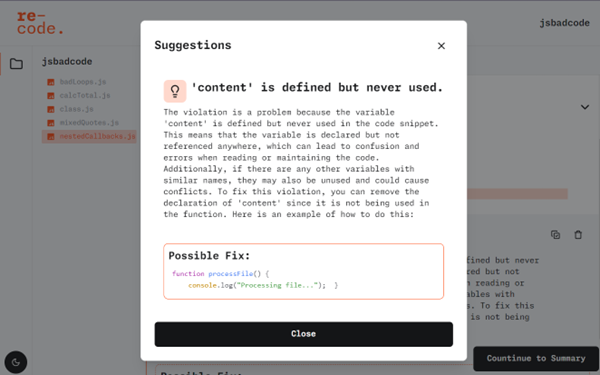 re-
code.
jsbadcode
jsbadcode
badLoops.js
calcTotal.js
class.js
mixedQuotes.js
nestedCallbacks.js
Suggestions
'content' is defined but never used.
The violation is a problem because the variable
'content' is defined but never used in the code snippet.
This means that the variable is declared but not
referenced anywhere, which can lead to confusion and
errors when reading or maintaining the code.
Additionally, if there are any other variables with
similar names, they may also be unused and could cause
conflicts. To fix this violation, you can remove the
declaration of 'content' since it is not being used in
the function. Here is an example of how to do this:
Possible Fix:
function processFile() {
console.log("Processing file..."); }
Close
fined but never
red but not
reading or
ables with
s. To fix this
is not being
Countinue to Summary
Possible Fix: